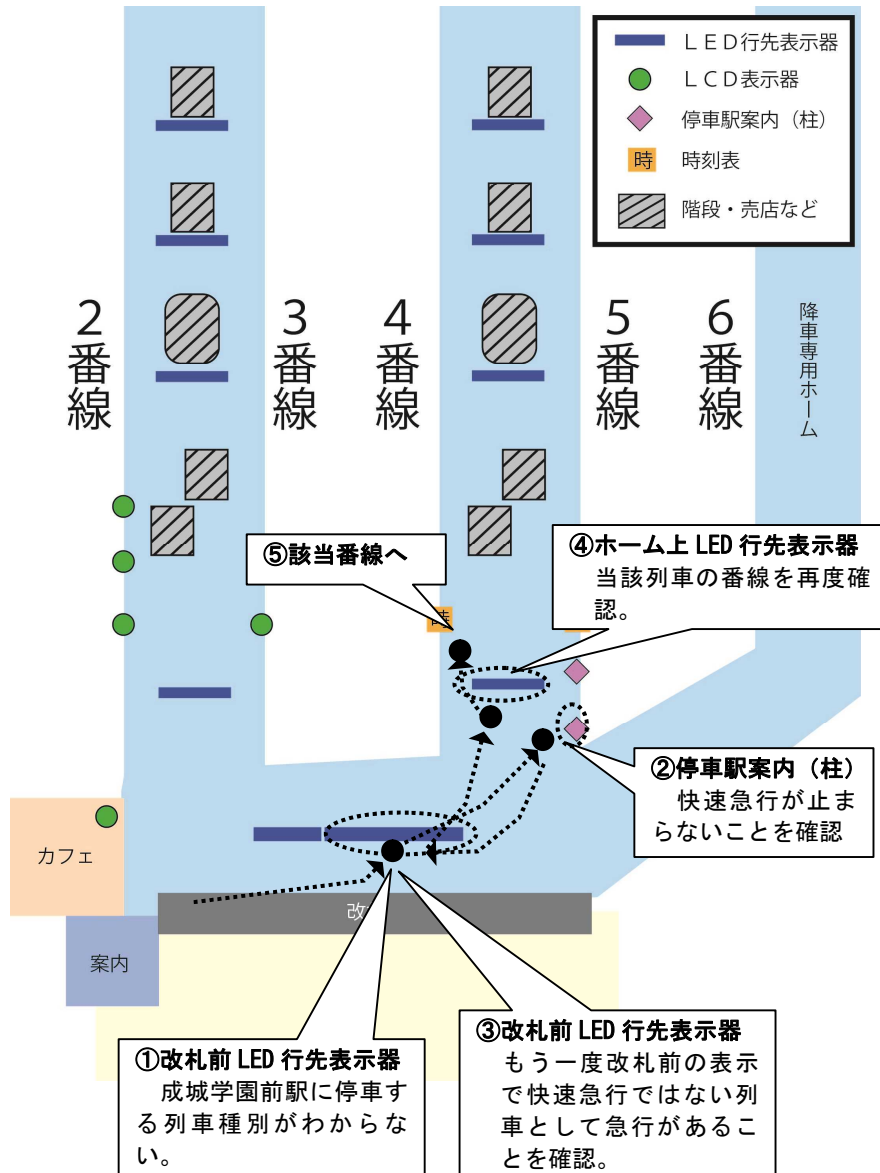 LED行先表示器
LCD表示器
停車駅案内（柱）
時 時刻表
階段・売店など
2番線
3番線
4番線
5番線
6番線
降車専用ホーム
⑤該当番線へ
④ホーム上 LED 行先表示器
当該列車の番線を再度確
認。
時
②停車駅案内（柱）
快速急行が止ま
らないことを確認
カフェ
改
案内
①改札前 LED 行先表示器
成城学園前駅に停車す
る列車種別がわからな
い。
③改札前 LED 行先表示器
もう一度改札前の表示
で快速急行ではない列
車として急行があるこ
とを確認。